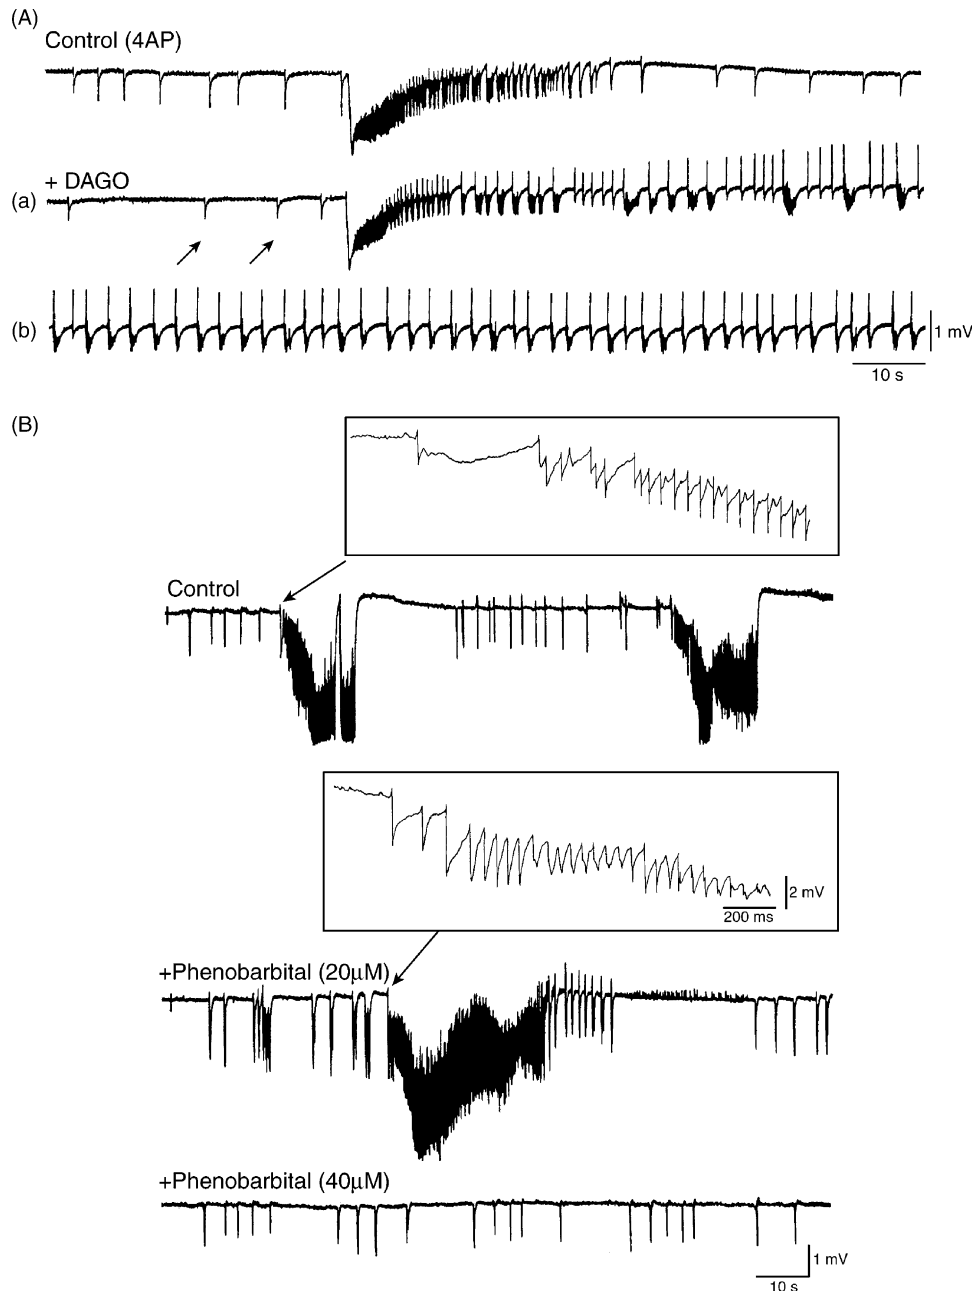 (A)
Control (4AP)
+ DAGO
(a)
(b)
1 mV
10 s
(B)
Control
2 mV
200 ms
+Phenobarbital (20μM)
+Phenobarbital (40μM)
1 mV
10 s